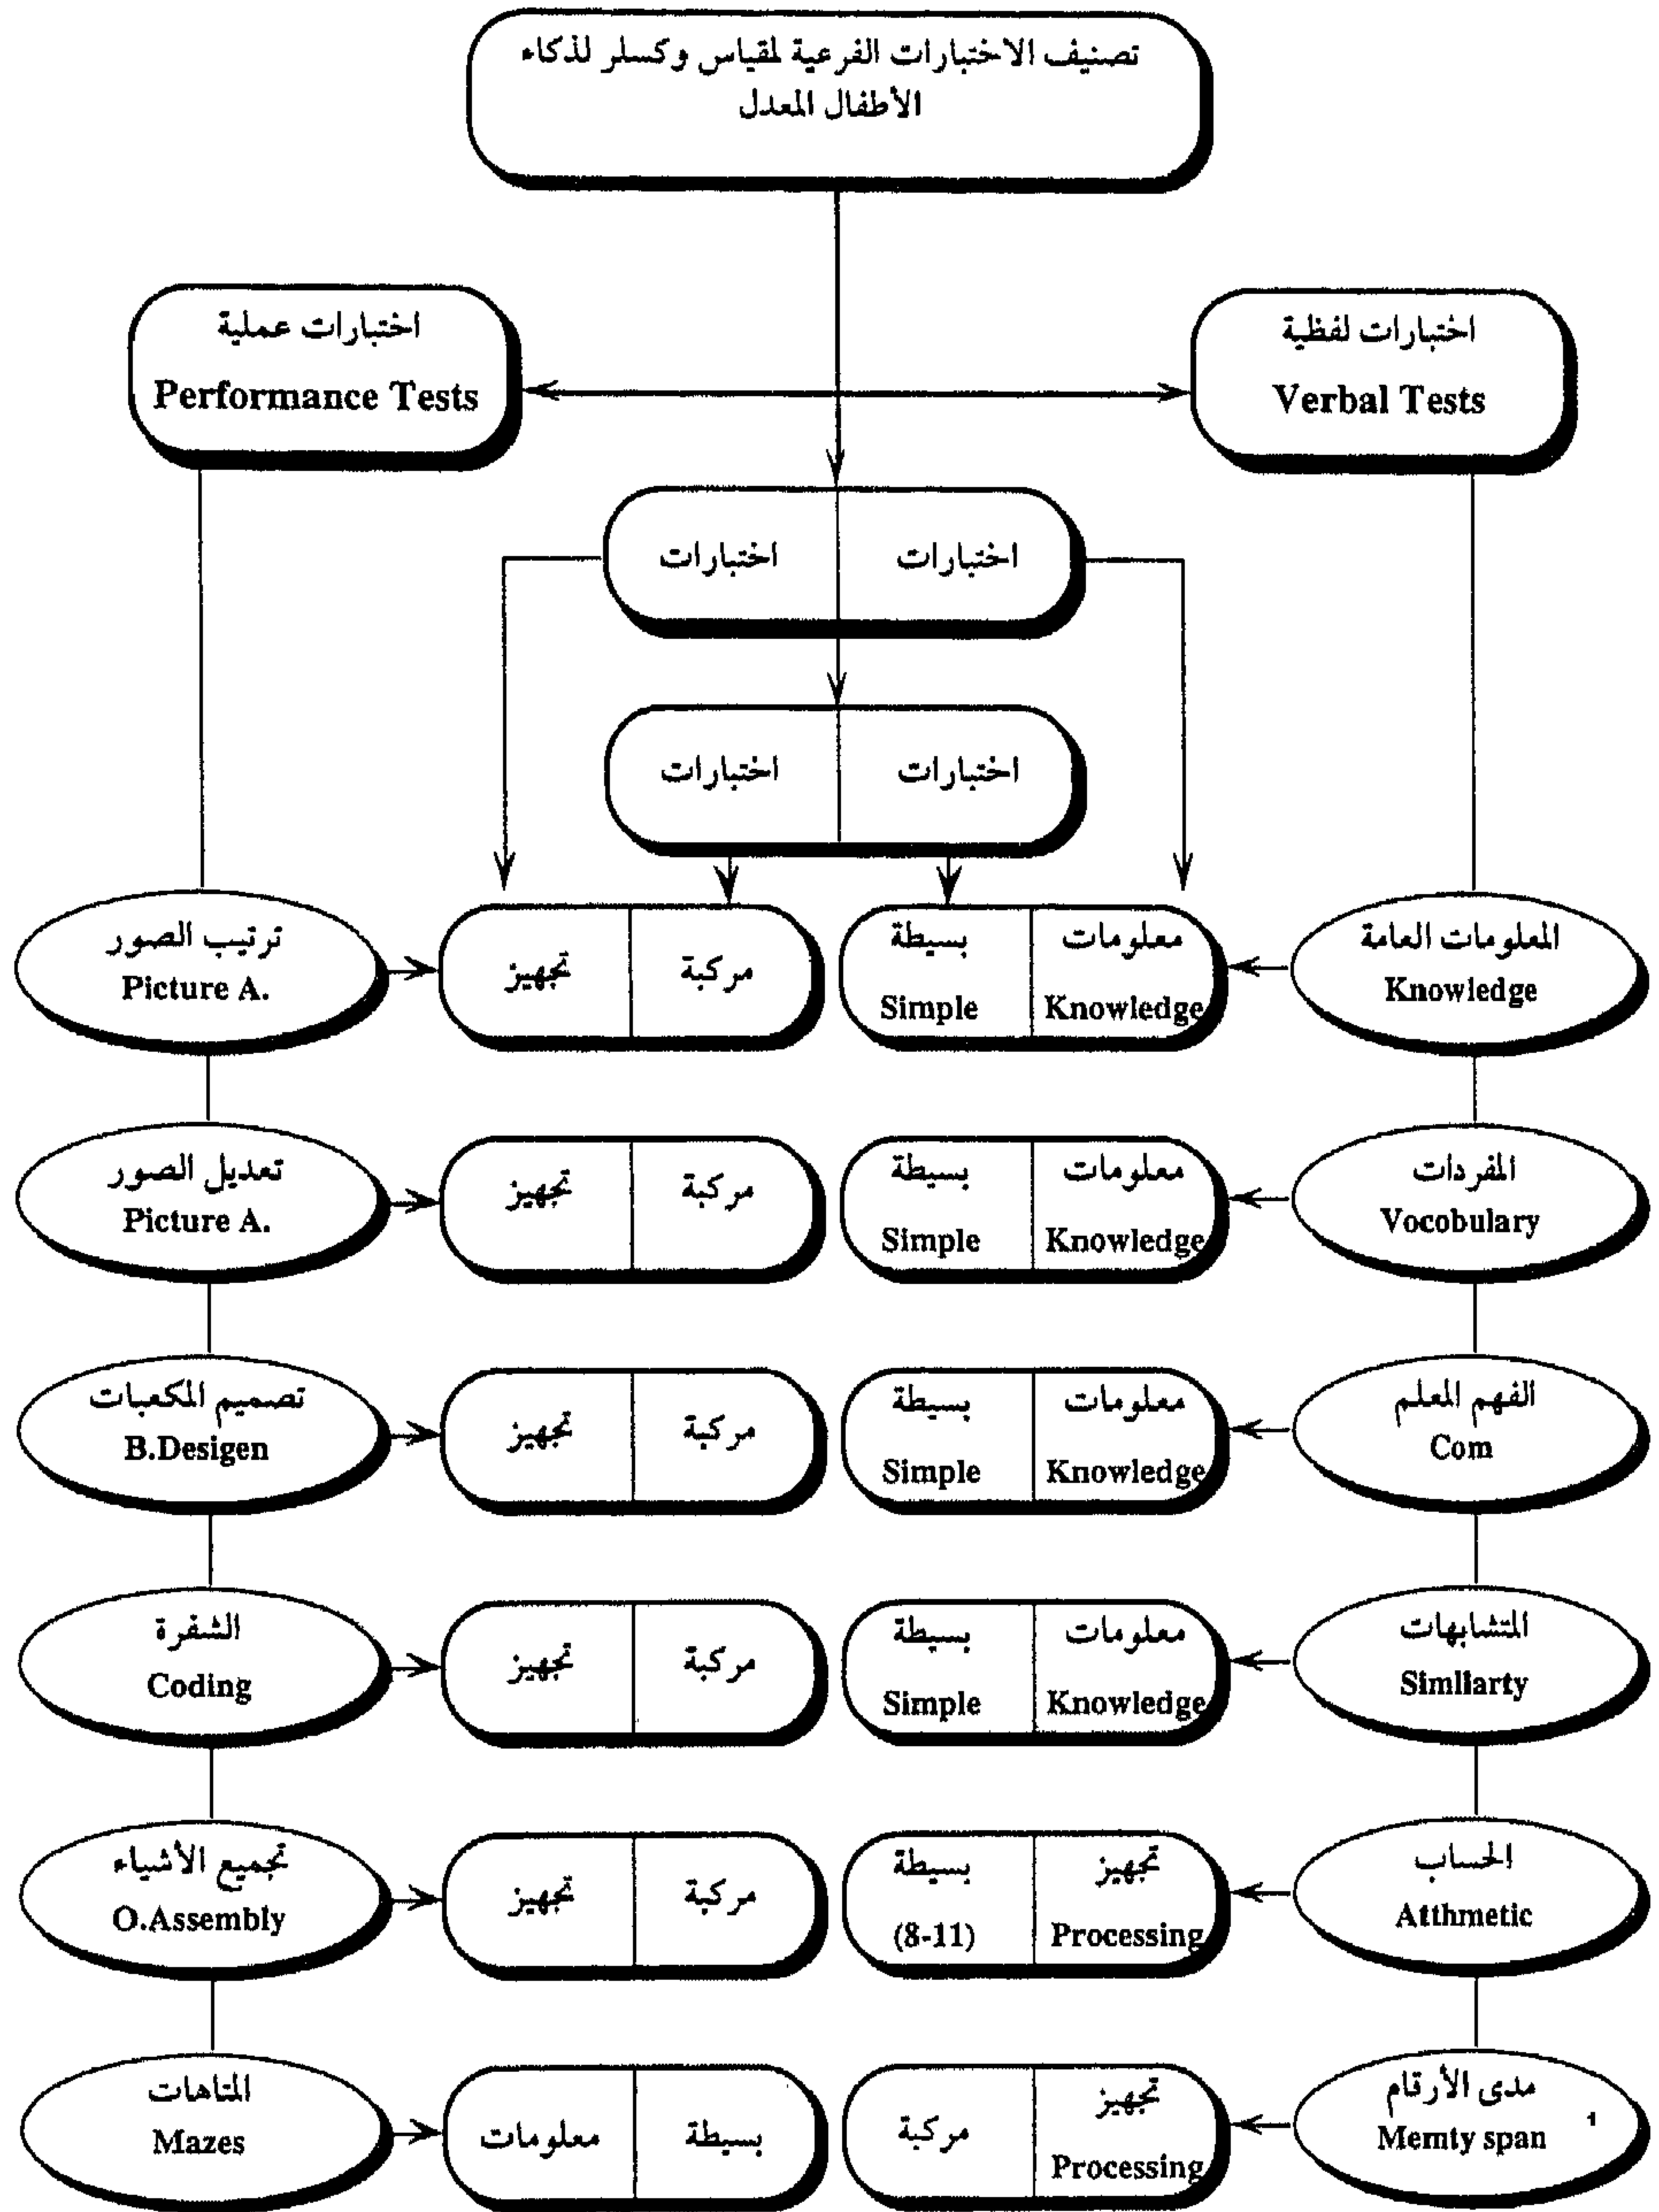 تصنيف الاختبارات الفرعية لمقياس وكسلر لذكاء
الأطفال المعدل
اختبارات لفظية
Verbal Tests
اختبارات عملية
Performance Tests
اختبارات
اختبارات
اختبارات
اختبارات
المعلومات العامة
Knowledge
معلومات
Knowledge
بسيطة
Simple
مركبة
تجهيز
ترتيب الصور
Picture A.
المفردات
Vocobulary
معلومات
Knowledge
بسيطة
Simple
مركبة
تجهيز
تعديل الصور
Picture A.
الفهم المعلم
Com
معلومات
Knowledge
بسيطة
Simple
مركبة
تجهيز
تصميم المكعبات
B.Desigen
المتشابهات
Simliarty
معلومات
Knowledge
بسيطة
Simple
مركبة
تجهيز
الشفرة
Coding
الحساب
Atthmetic
تجهيز
Processing
بسيطة
(8-11)
مركبة
تجهيز
تجميع الأشياء
O.Assembly
مدى الأرقام
Memty span
تجهيز
Processing
مركبة
بسيطة
معلومات
المتاهات
Mazes